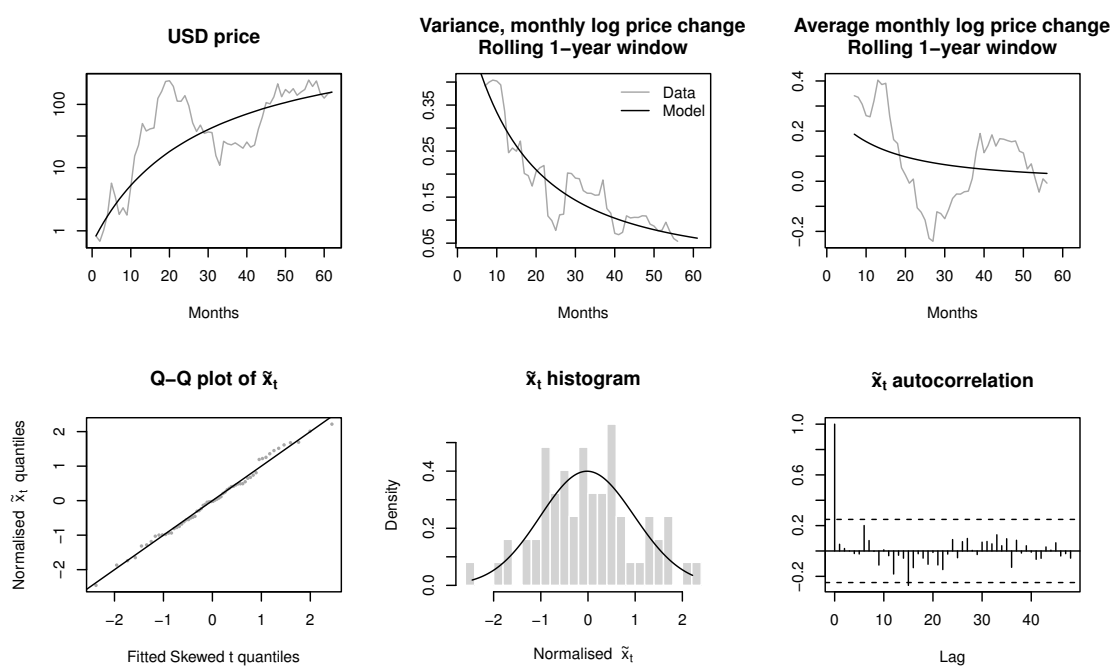 USD price
100
10
1
0 10 20 30 40 50 60
Months
Variance, monthly log price change
Rolling 1−year window
Data
Model
0.35
0.25
0.15
0.05
0 10 20 30 40 50 60
Months
Average monthly log price change
Rolling 1−year window
0.4
0.2
0.0
−0.2
0 10 20 30 40 50 60
Months
Q−Q plot of x̃t
Normalised x̃t quantiles
2
1
0
−1
−2
−2 −1 0 1 2
Fitted Skewed t quantiles
x̃t histogram
Density
0.4
0.2
0.0
−2 −1 0 1 2
Normalised x̃t
x̃t autocorrelation
1.0
0.6
0.2
−0.2
0 10 20 30 40
Lag